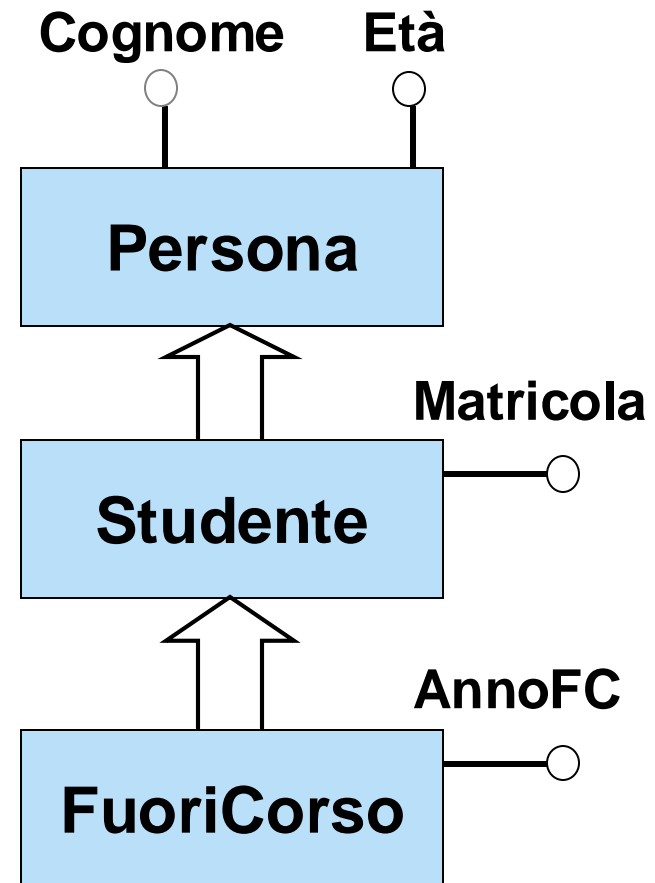 Cognome Età
Persona
Matricola
Studente
AnnoFC
FuoriCorso